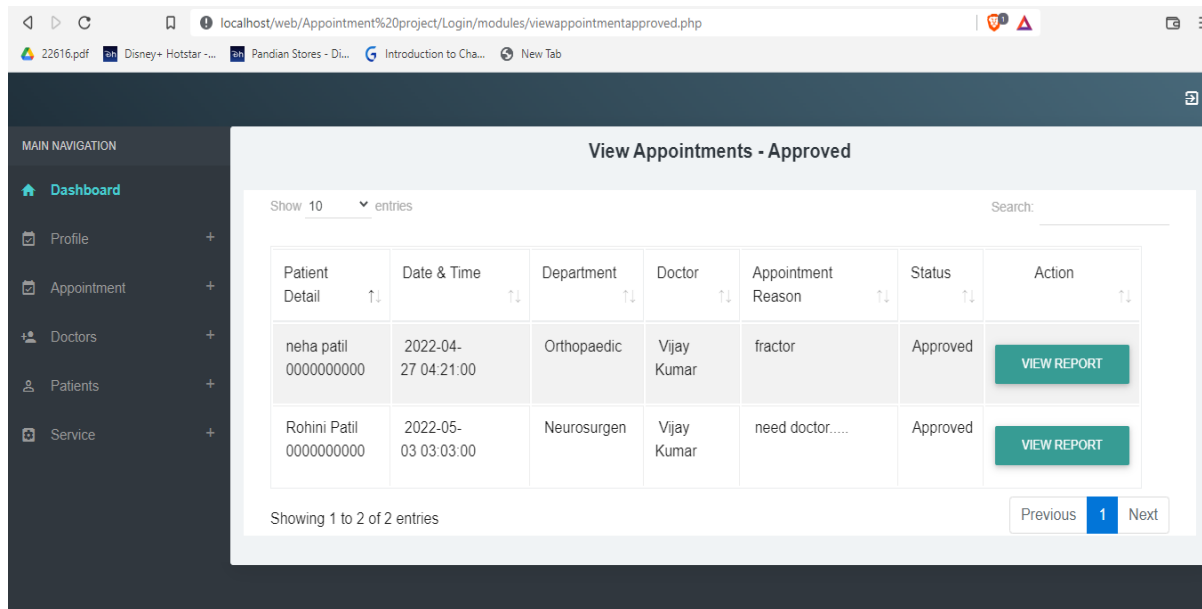 localhost/web/Appointment%20project/Login/modules/viewappointmentapproved.php
22616.pdf Disney+ Hotstar -... Pandian Stores - Di... Introduction to Cha... New Tab
MAIN NAVIGATION
Dashboard
Profile +
Appointment +
Doctors +
Patients +
Service +
View Appointments - Approved
Show 10 entries Search:
Patient Date & Time Department Doctor Appointment Status Action
Detail Reason
neha patil 2022-04- Orthopaedic Vijay fractor Approved
0000000000 27 04:21:00 Kumar VIEW REPORT
Rohini Patil 2022-05- Neurosurgen Vijay need doctor..... Approved
0000000000 03 03:03:00 Kumar VIEW REPORT
Showing 1 to 2 of 2 entries Previous 1 Next